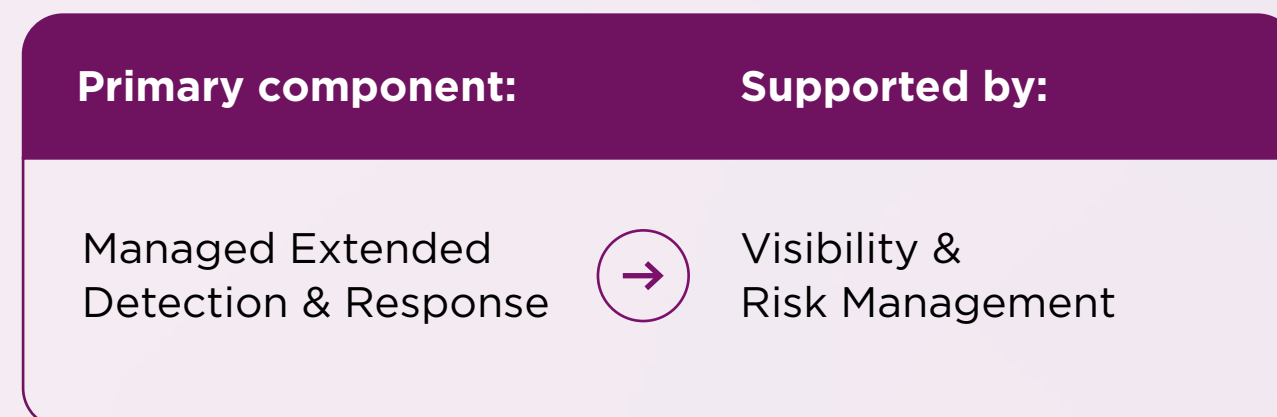 Primary component:
Supported by:
Managed Extended
Detection & Response
Visibility &
Risk Management